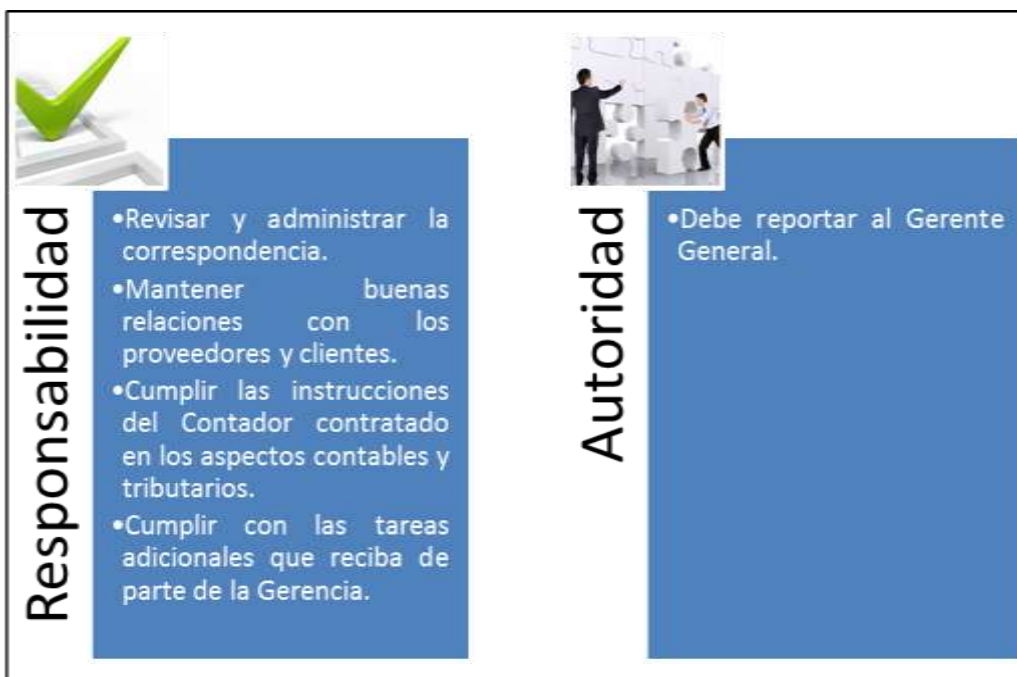 Responsabilidad
•Revisar y administrar la
correspondencia.
•Mantener buenas
relaciones con los
proveedores y clientes.
•Cumplir las instrucciones
del Contador contratado
en los aspectos contables y
tributarios.
•Cumplir con las tareas
adicionales que reciba de
parte de la Gerencia.
Autoridad
•Debe reportar al Gerente
General.